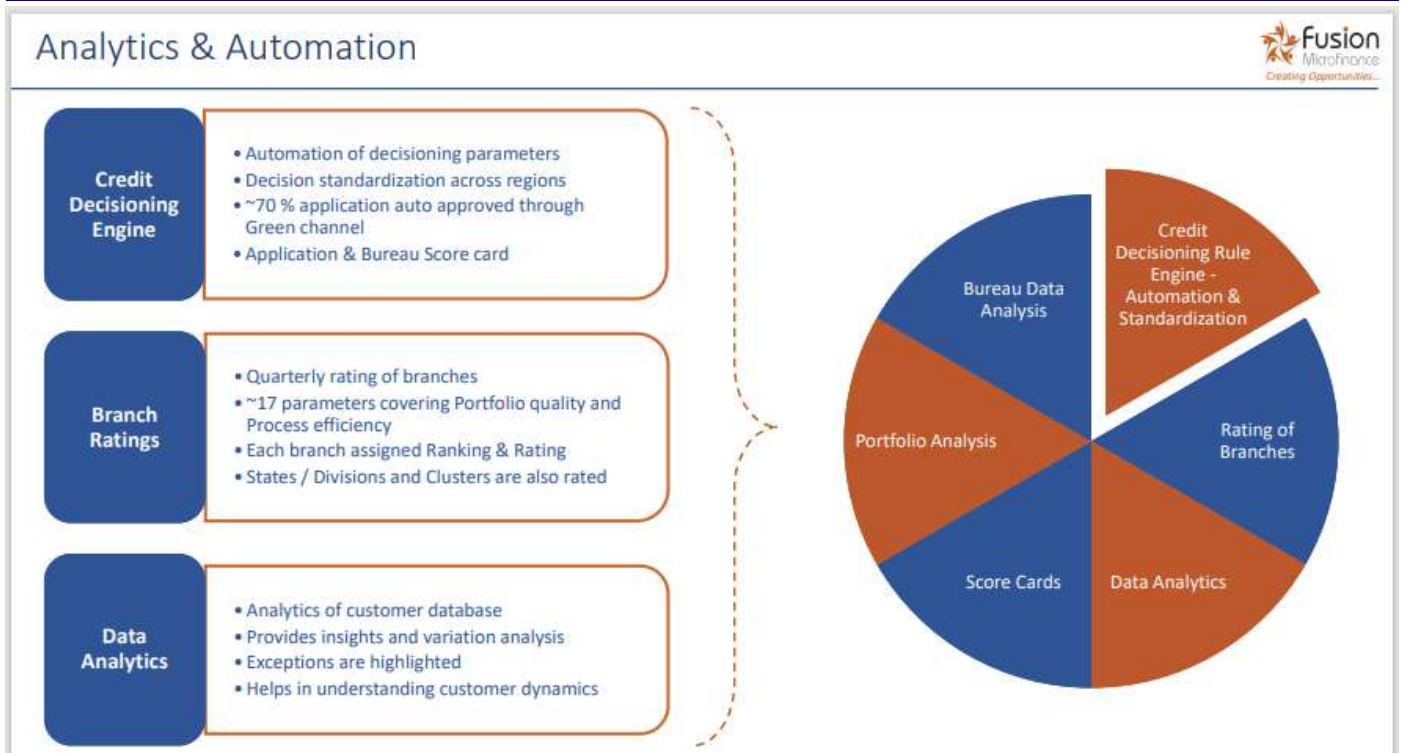 Analytics & Automation
Fusion
Microfinance
Creating Opportunities...
Credit
Decisioning
Engine
• Automation of decisioning parameters
• Decision standardization across regions
• ~70 % application auto approved through
Green channel
• Application & Bureau Score card
Branch
Ratings
• Quarterly rating of branches
• ~17 parameters covering Portfolio quality and
Process efficiency
• Each branch assigned Ranking & Rating
• States / Divisions and Clusters are also rated
Data
Analytics
• Analytics of customer database
• Provides insights and variation analysis
• Exceptions are highlighted
• Helps in understanding customer dynamics
Credit
Decisioning Rule
Engine -
Automation &
Standardization
Rating of
Branches
Data Analytics
Score Cards
Portfolio Analysis
Bureau Data
Analysis